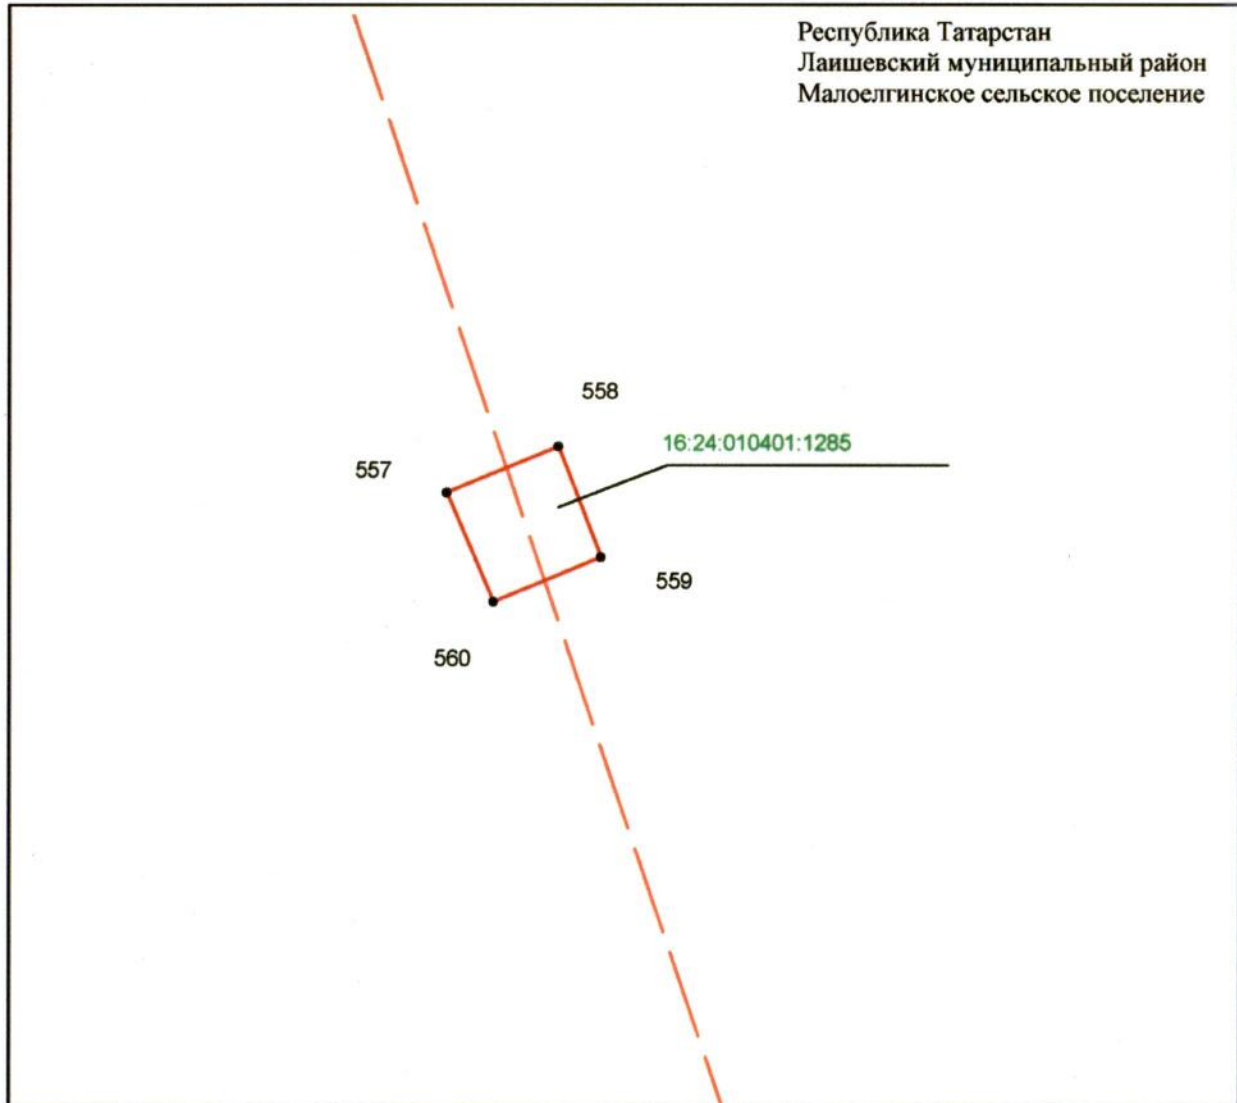 Республика Татарстан
Лаишевский муниципальный район
Малоелгинское сельское поселение
558
16:24:010401:1285
557
559
560